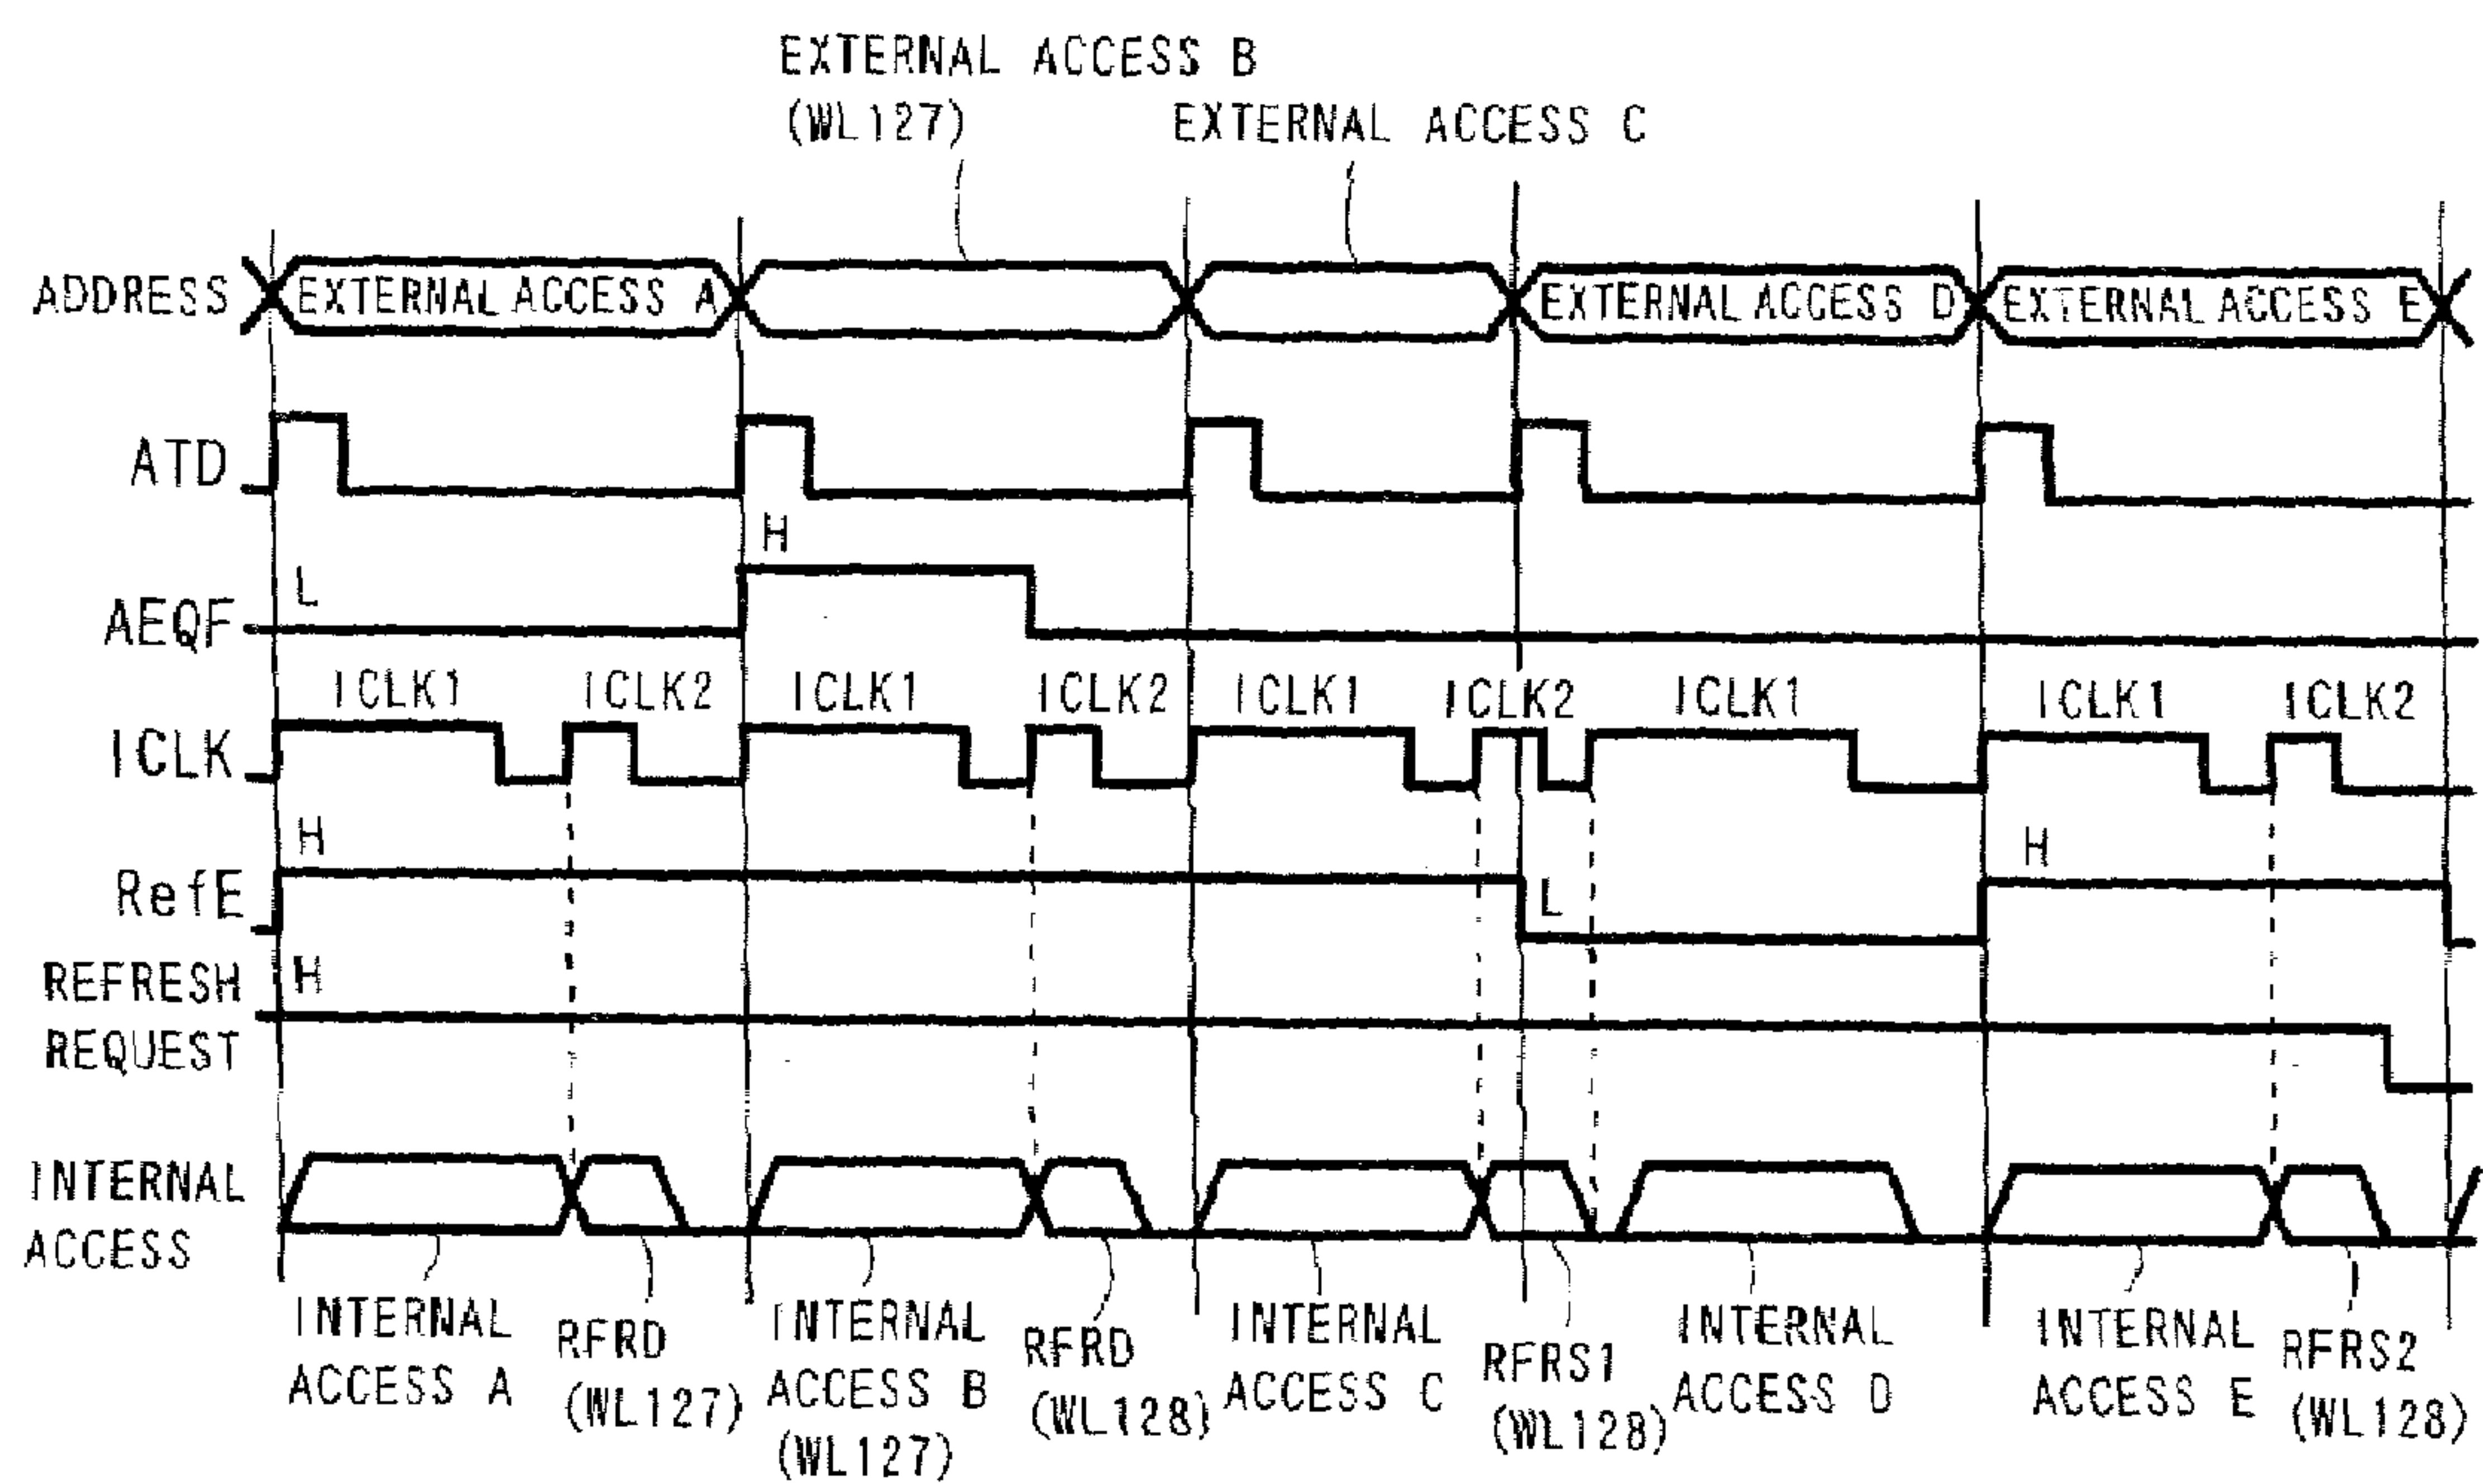 EXTERNAL ACCESS B
(WL127)
EXTERNAL ACCESS C
ADDRESS
EXTERNAL ACCESS A
EXTERNAL ACCESS D
EXTERNAL ACCESS E
ATD
H
L
AEQF
ICLK1
ICLK2
ICLK1
ICLK2
ICLK1
ICLK2
ICLK1
ICLK1
ICLK2
ICLK
H
H
RefE
L
H
REFRESH
REQUEST
INTERNAL
ACCESS
INTERNAL
ACCESS A
RFRD
(WL127)
INTERNAL
ACCESS B
(WL127)
RFRD
(WL128)
INTERNAL
ACCESS C
RFRS1
(WL128)
INTERNAL
ACCESS D
INTERNAL
ACCESS E
RFRS2
(WL128)